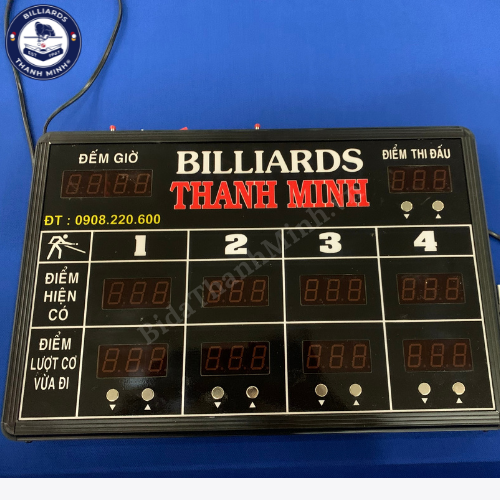 BILLIARDS
THANH MINH®
ĐẾM GIỜ
BILLIARDS
THANH MINH
ĐIỂM THI ĐẤU
ĐT : 0908.220.600
1 2 3 4
ĐIỂM
HIỆN
CÓ
ĐIỂM
LƯỢT CƠ
VỪA ĐI
BidaThanhMinh.